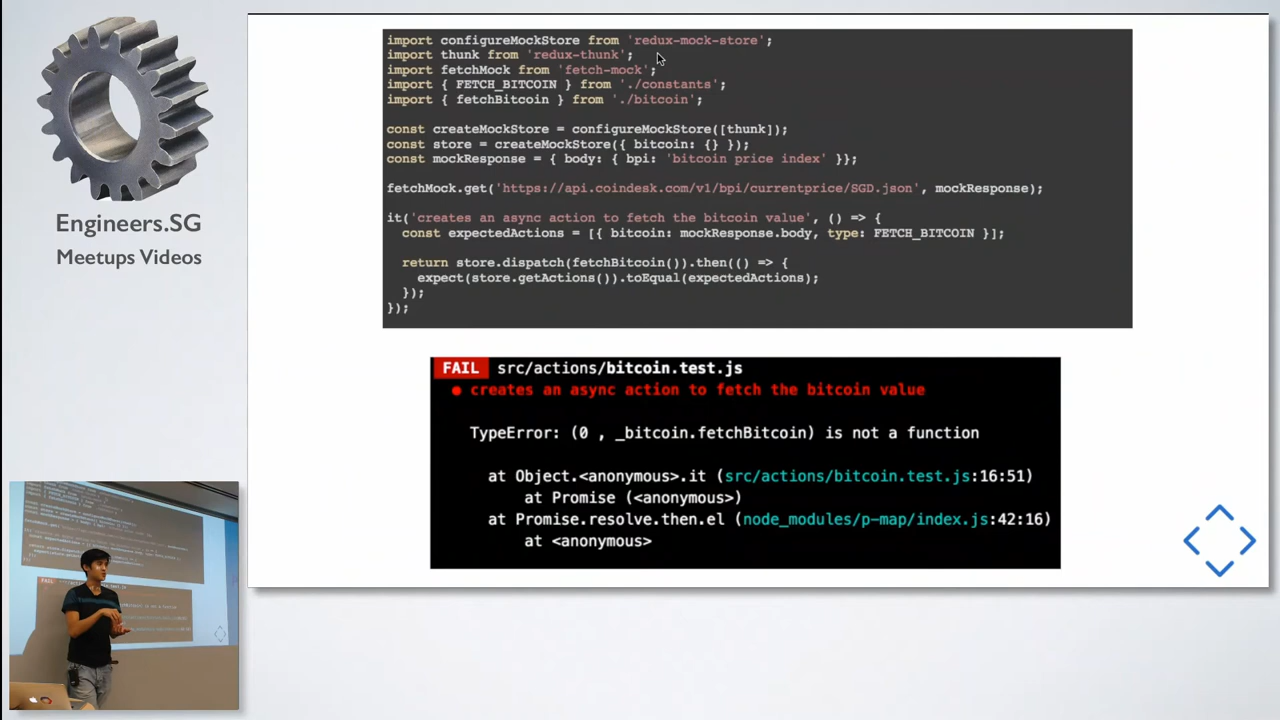 Engineers.SG
Meetups Videos
import configureMockStore from 'redux-mock-store';
import thunk from 'redux-thunk';
import fetchMock from 'fetch-mock';
import { FETCH_BITCOIN } from './constants';
import { fetchBitcoin } from './bitcoin';
const createMockStore = configureMockStore([thunk]);
const store = createMockStore({ bitcoin: {} });
const mockResponse = { body: { bpi: 'bitcoin price index' }};
fetchMock.get('https://api.coindesk.com/v1/bpi/currentprice/SGD.json', mockResponse);
it('creates an async action to fetch the bitcoin value', () => {
const expectedActions = [{ bitcoin: mockResponse.body, type: FETCH_BITCOIN }];
return store.dispatch(fetchBitcoin()).then(() => {
expect(store.getActions()).toEqual(expectedActions);
});
});
FAIL src/actions/bitcoin.test.js
● creates an async action to fetch the bitcoin value
TypeError: (0 , _bitcoin.fetchBitcoin) is not a function
at Object.<anonymous>.it (src/actions/bitcoin.test.js:16:51)
at Promise (<anonymous>)
at Promise.resolve.then.el (node_modules/p-map/index.js:42:16)
at <anonymous>